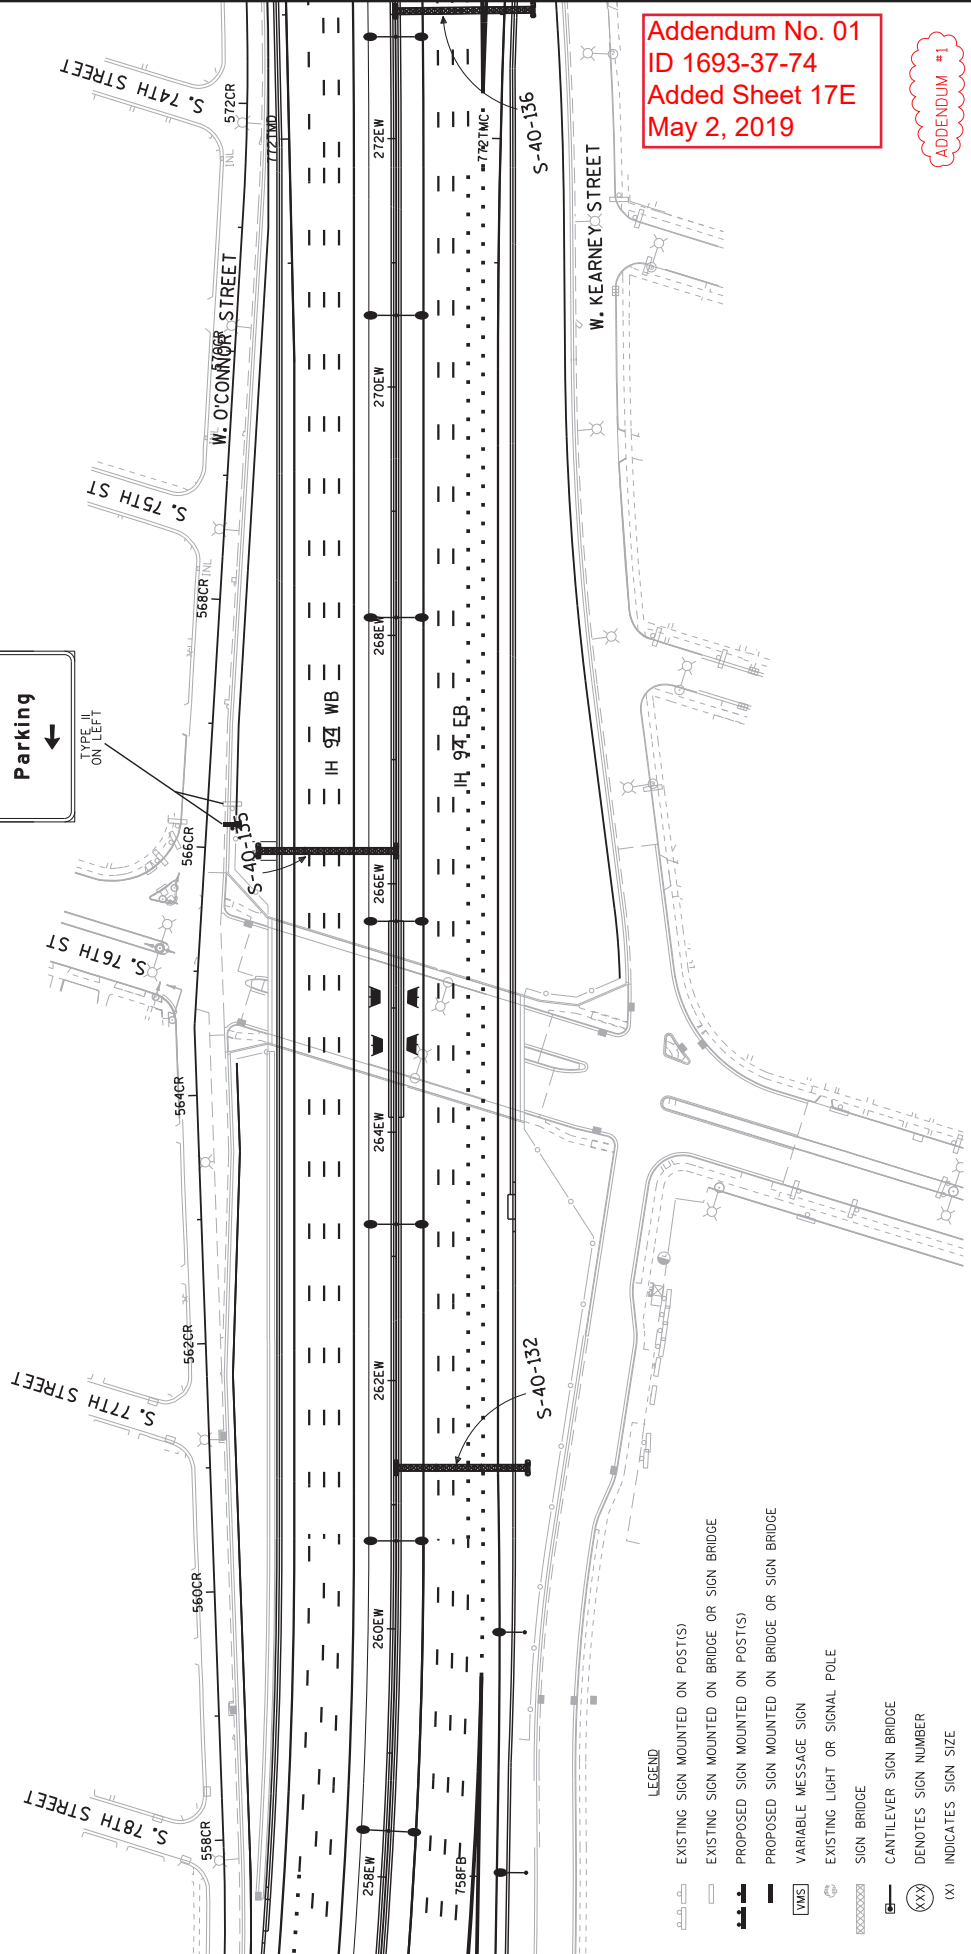 Addendum No. 01
ID 1693-37-74
Added Sheet 17E
May 2, 2019
ADDENDUM #1
S. 74TH STREET
572CR
INL
772TMD
272EW
772TMC
S-40-136
W. KEARNEY STREET
W. O'CONNOR STREET
570CR
INL
270EW
S. 75TH ST
INL
568CR
268EW
Parking
TYPE II
ON LEFT
IH 94 WB
IH 94 EB
566CR
S-40-135
266EW
S. 76TH ST
564CR
264EW
562CR
262EW
S-40-132
S. 77TH STREET
560CR
260EW
S. 78TH STREET
558CR
258EW
758FB
LEGEND
EXISTING SIGN MOUNTED ON POST(S)
EXISTING SIGN MOUNTED ON BRIDGE OR SIGN BRIDGE
PROPOSED SIGN MOUNTED ON POST(S)
PROPOSED SIGN MOUNTED ON BRIDGE OR SIGN BRIDGE
VMS VARIABLE MESSAGE SIGN
EXISTING LIGHT OR SIGNAL POLE
SIGN BRIDGE
CANTILEVER SIGN BRIDGE
XXX DENOTES SIGN NUMBER
(X) INDICATES SIGN SIZE